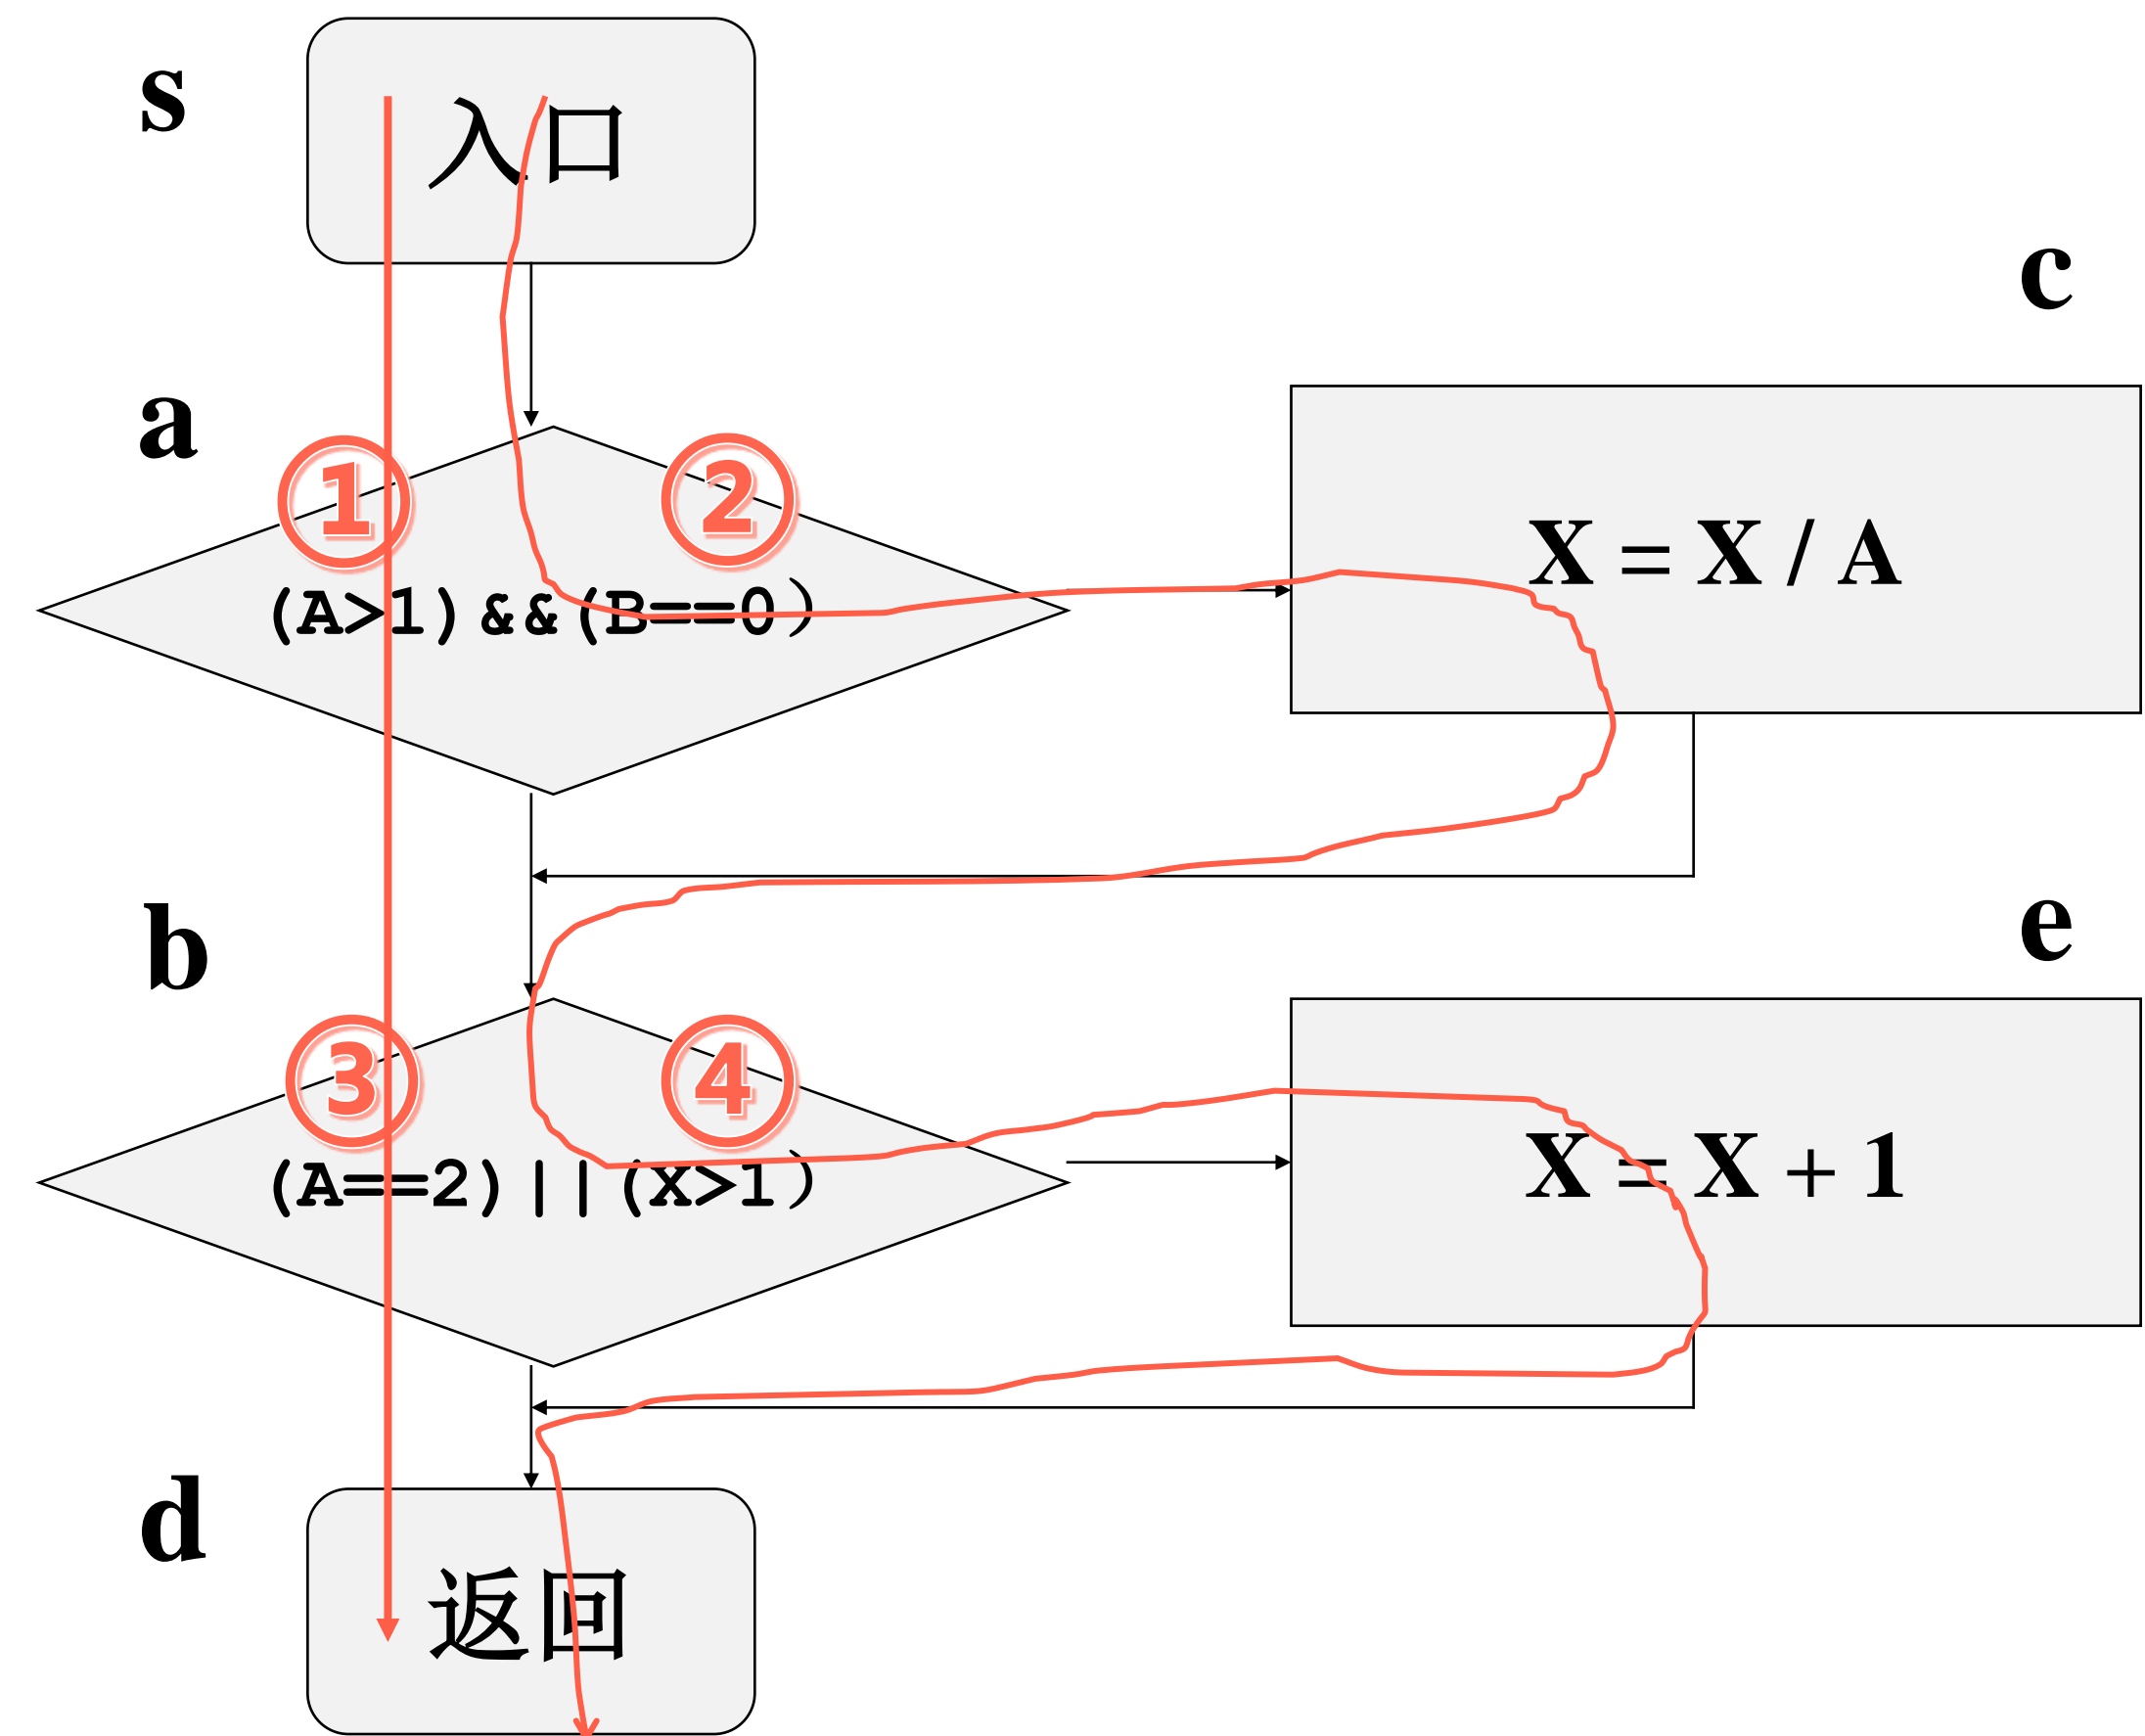 s
入口
c
a
①
②
(A>1)&&(B==0)
X = X / A
b
e
③
④
(A==2)||(X>1)
X = X + 1
d
返回